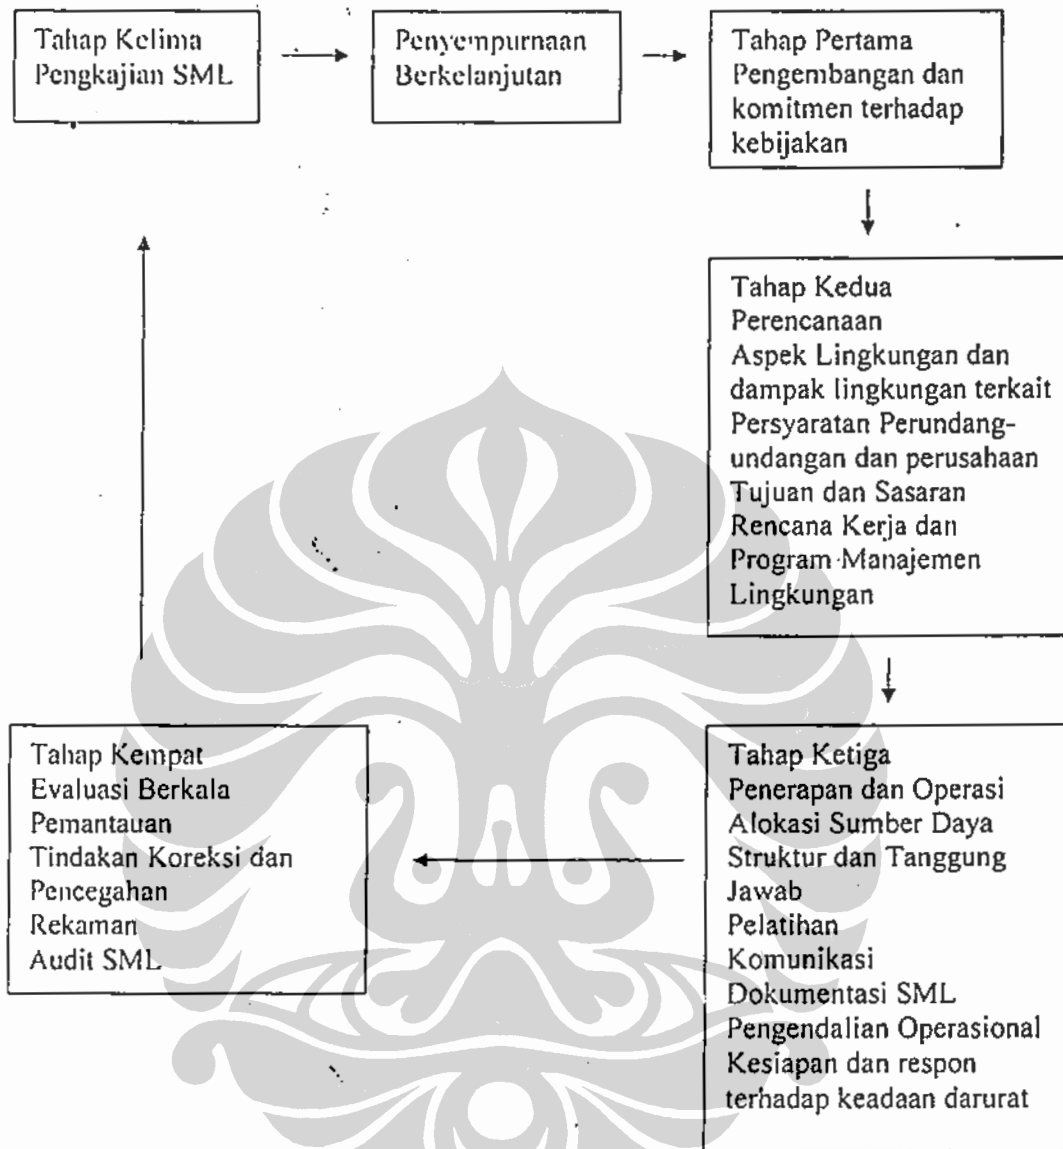 Tahap Kelima
Pengkajian SML
Penyempurnaan
Berkelanjutan
Tahap Pertama
Pengembangan dan
komitmen terhadap
kebijakan
Tahap Kedua
Perencanaan
Aspek Lingkungan dan
dampak lingkungan terkait
Persyaratan Perundang-
undangan dan perusahaan
Tujuan dan Sasaran
Rencana Kerja dan
Program Manajemen
Lingkungan
Tahap Ketiga
Penerapan dan Operasi
Alokasi Sumber Daya
Struktur dan Tanggung
Jawab
Pelatihan
Komunikasi
Dokumentasi SML
Pengendalian Operasional
Kesiapan dan respon
terhadap keadaan darurat
Tahap Kempat
Evaluasi Berkala
Pemantauan
Tindakan Koreksi dan
Pencegahan
Rekaman
Audit SML